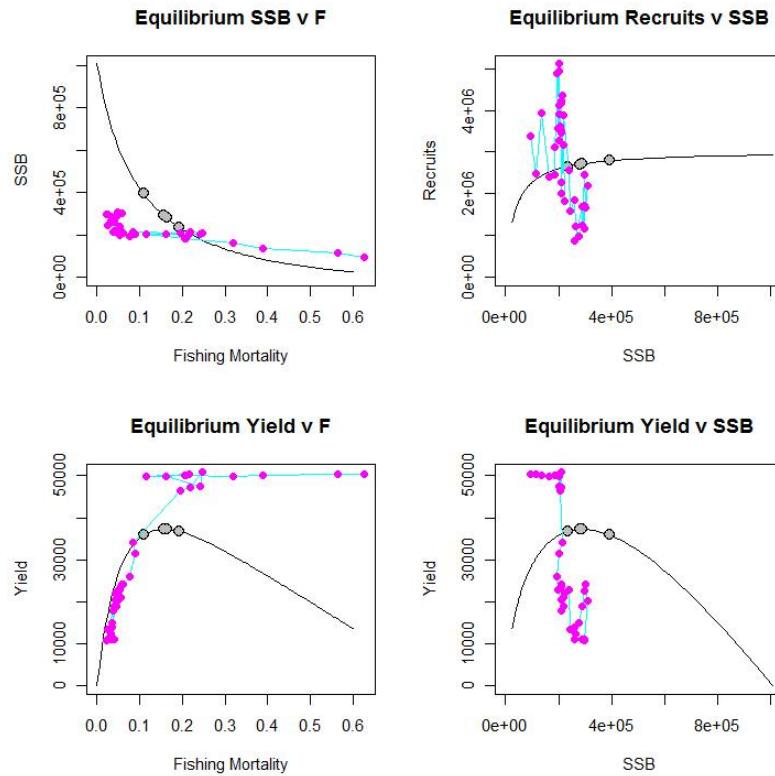 Equilibrium SSB v F
SSB
0e+00
4e+05
8e+05
0.0 0.1 0.2 0.3 0.4 0.5 0.6
Fishing Mortality
Equilibrium Recruits v SSB
Recruits
0e+00
2e+06
4e+06
0e+00 4e+05 8e+05
SSB
Equilibrium Yield v F
Yield
0 10000 30000 50000
0.0 0.1 0.2 0.3 0.4 0.5 0.6
Fishing Mortality
Equilibrium Yield v SSB
Yield
0 10000 30000 50000
0e+00 4e+05 8e+05
SSB